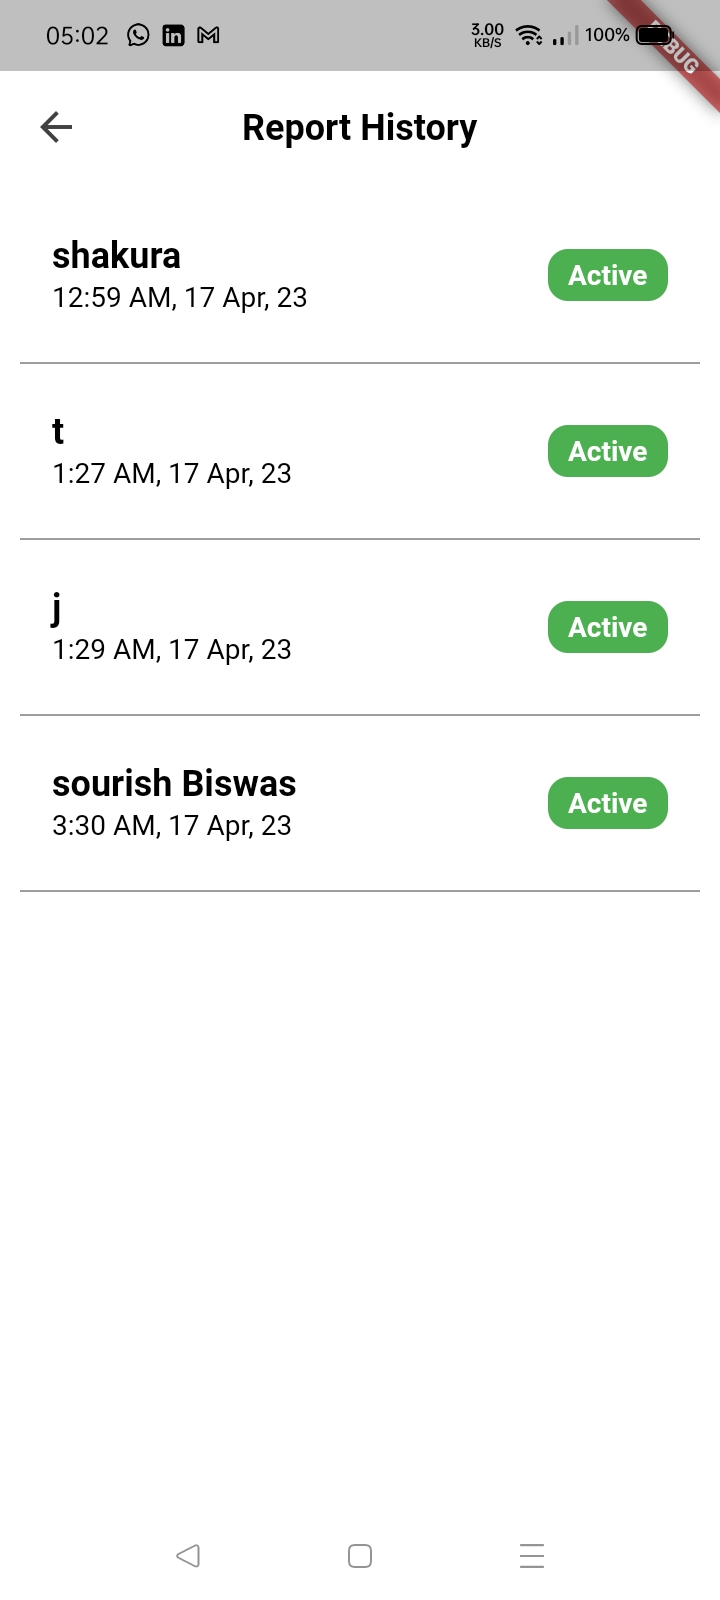 05:02 3.00 KB/S 100%
Report History
shakura
12:59 AM, 17 Apr, 23
Active
t
1:27 AM, 17 Apr, 23
Active
j
1:29 AM, 17 Apr, 23
Active
sourish Biswas
3:30 AM, 17 Apr, 23
Active